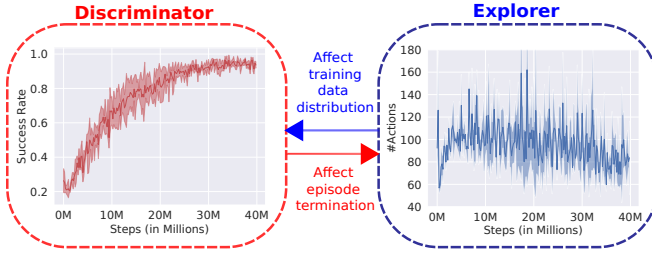 Discriminator
Explorer
Success Rate
1.0
0.8
0.6
0.4
0.2
0M
10M
20M
30M
40M
Steps (in Millions)
Affect
training
data
distribution
Affect
episode
termination
#Actions
180
160
140
120
100
80
60
40
0M
10M
20M
30M
40M
Steps (in Millions)